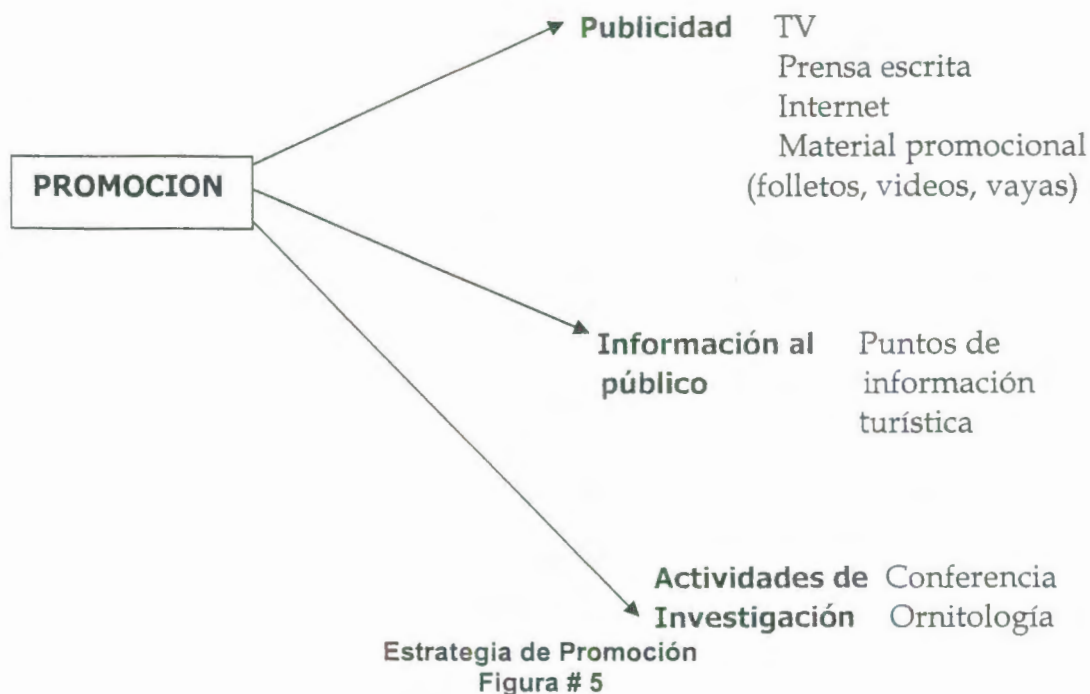 Publicidad TV
Prensa escrita
Internet
Material promocional
(folletos, videos, vayas)
PROMOCION
Información al Puntos de
público información
turística
Actividades de Conferencia
Investigación Ornitología
Estrategia de Promoción
Figura # 5